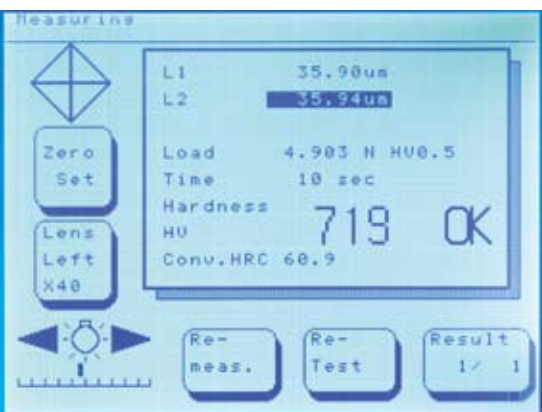 Measuring
L1 35.90um
L2 35.94um
Load 4.903 N HV0.5
Time 10 sec
Hardness
HV 719 OK
Conv.HRC 60.9
Zero
Set
Lens
Left
X40
Re-
meas.
Re-
Test
Result
1/ 1